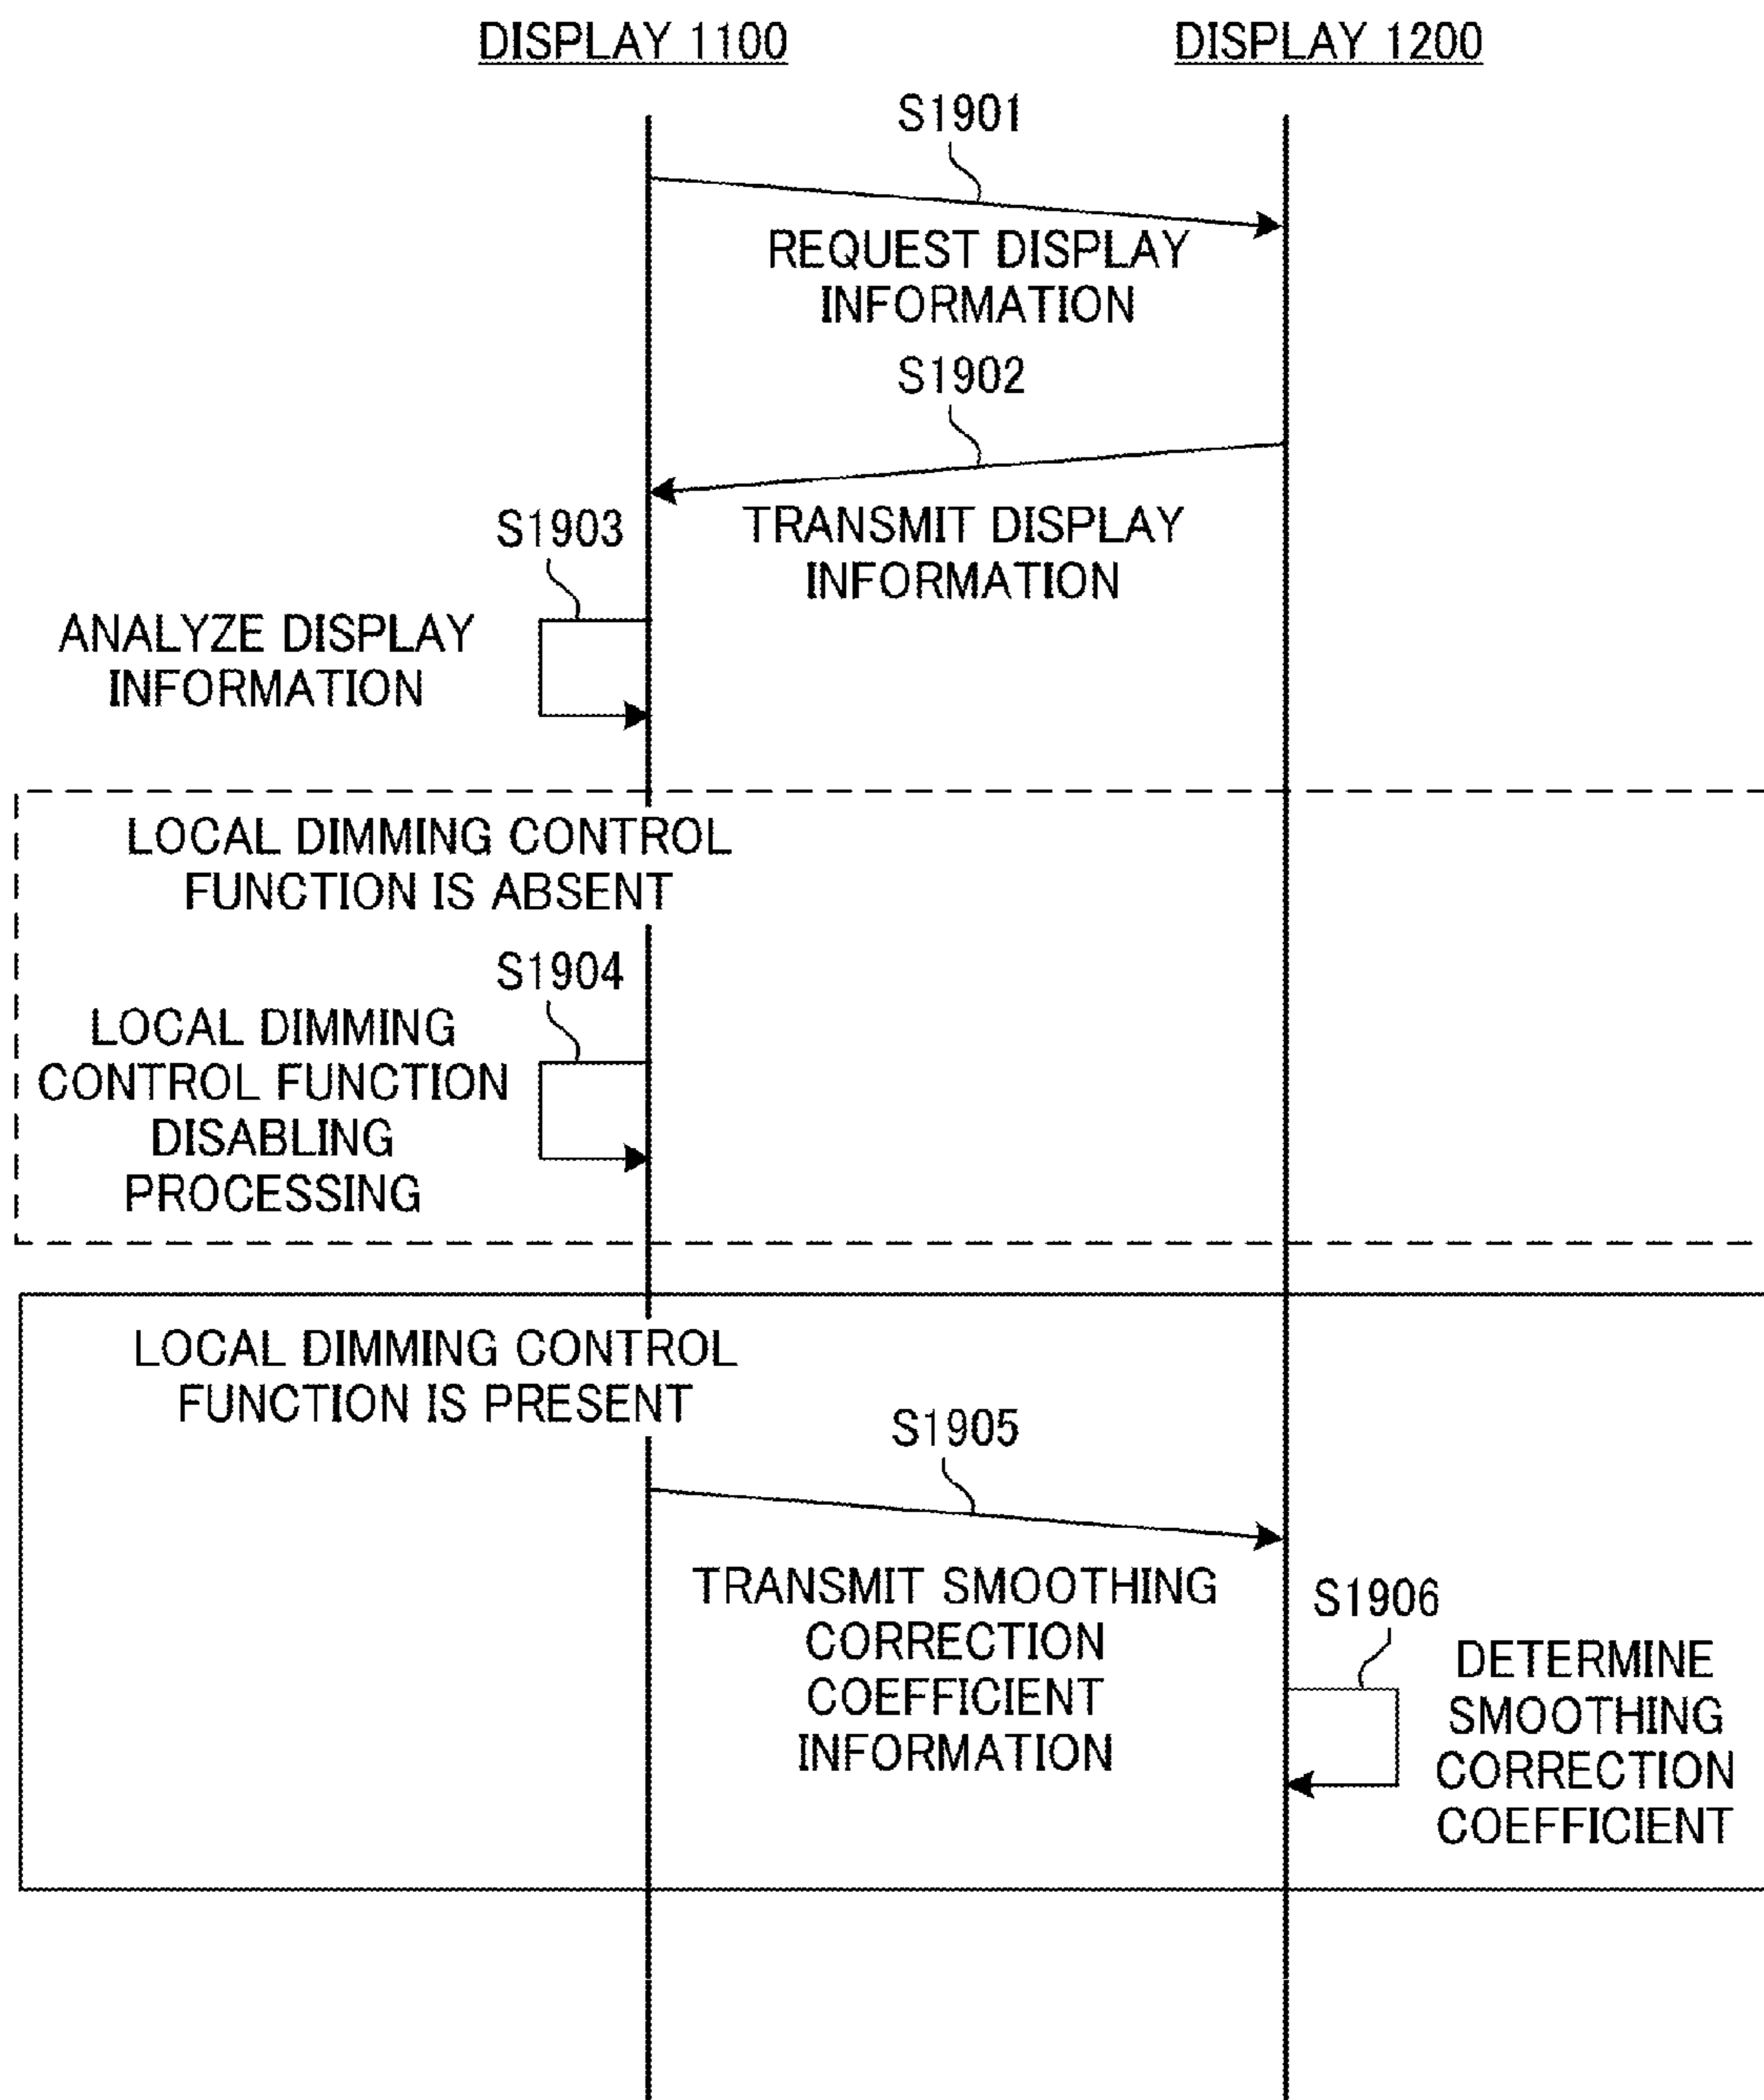 DISPLAY 1100
DISPLAY 1200
S1901
REQUEST DISPLAY
INFORMATION
S1902
TRANSMIT DISPLAY
INFORMATION
S1903
ANALYZE DISPLAY
INFORMATION
LOCAL DIMMING CONTROL
FUNCTION IS ABSENT
S1904
LOCAL DIMMING
CONTROL FUNCTION
DISABLING
PROCESSING
LOCAL DIMMING CONTROL
FUNCTION IS PRESENT
S1905
TRANSMIT SMOOTHING
CORRECTION
COEFFICIENT
INFORMATION
S1906
DETERMINE
SMOOTHING
CORRECTION
COEFFICIENT